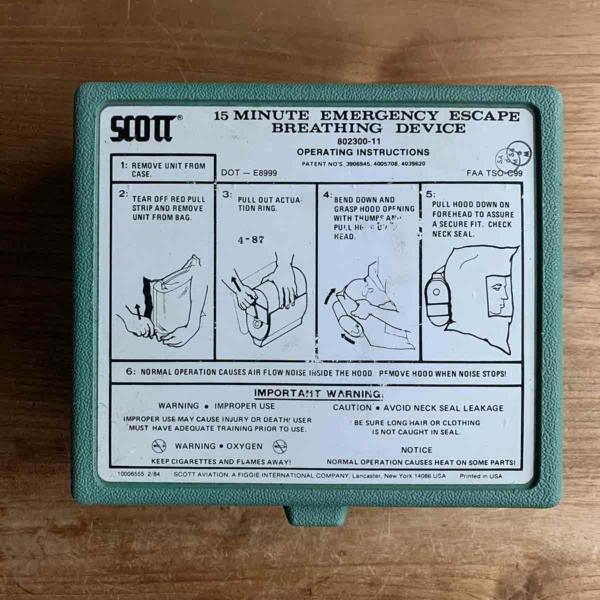 SCOTT®
15 MINUTE EMERGENCY ESCAPE
BREATHING DEVICE
802300-11
OPERATING INSTRUCTIONS
PATENT NO'S. 3906945, 4005708, 4039620
DOT — E8999
FAA TSO-C99
1: REMOVE UNIT FROM
CASE.
2:
TEAR OFF RED PULL
STRIP AND REMOVE
UNIT FROM BAG.
3:
PULL OUT ACTUA-
TION RING.
4-87
4:
BEND DOWN AND
GRASP HOOD OPENING
WITH THUMBS AND
PULL
HEAD.
5:
PULL HOOD DOWN ON
FOREHEAD TO ASSURE
A SECURE FIT. CHECK
NECK SEAL.
6: NORMAL OPERATION CAUSES AIR FLOW NOISE INSIDE THE HOOD. REMOVE HOOD WHEN NOISE STOPS!
IMPORTANT WARNING:
WARNING • IMPROPER USE
IMPROPER USE MAY CAUSE INJURY OR DEATH! USER
MUST HAVE ADEQUATE TRAINING PRIOR TO USE.
WARNING • OXYGEN
KEEP CIGARETTES AND FLAMES AWAY!
CAUTION • AVOID NECK SEAL LEAKAGE
BE SURE LONG HAIR OR CLOTHING
IS NOT CAUGHT IN SEAL.
NOTICE
NORMAL OPERATION CAUSES HEAT ON SOME PARTS!
10006555 2/84 SCOTT AVIATION, A FIGGIE INTERNATIONAL COMPANY, Lancaster, New York 14086 USA Printed in USA